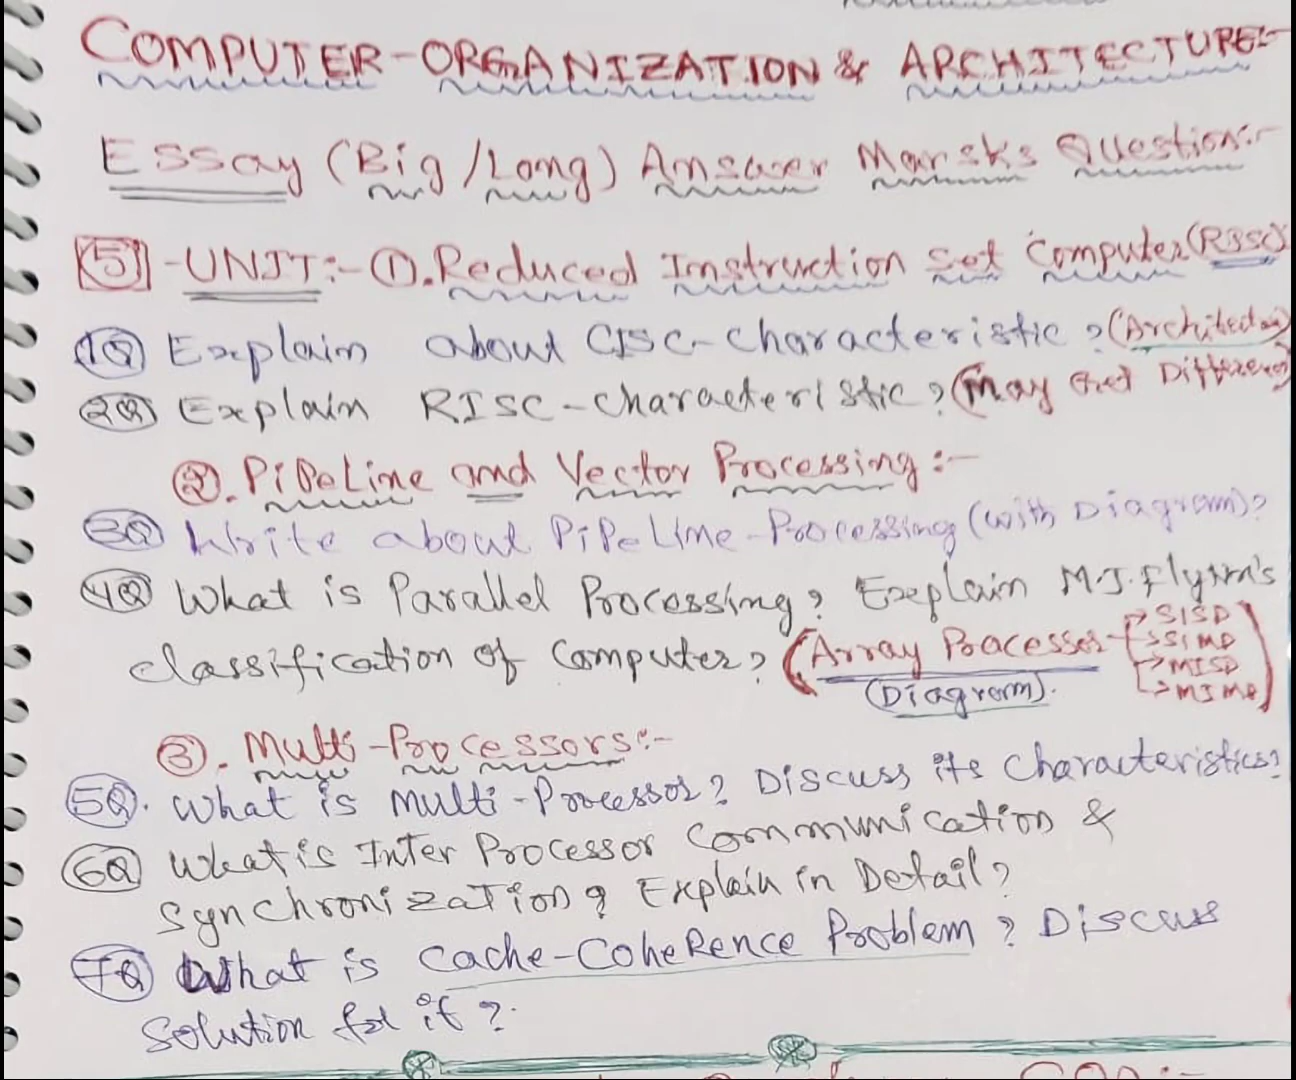 COMPUTER-ORGANIZATION & ARCHITECTURE:-
Essay (Big/Long) Answer Marsks Question:-
5 -UNIT:- ①.Reduced Instruction Set Computer(RISC)
1Q Explain about CISC-characteristic?(Architecture)
2Q Explain RISC-characteristic?(may Get Difference)
②. PiPeLine and Vector Processing:-
3Q Write about PiPeLine-Processing(with Diagram)?
4Q What is Parallel Processing? Explain M.J.Flynn's
classification of Computer? (Array Processor
→SISD
→SIMD
→MISD
→MIMD)
(Diagram).
③. Multi-Processors:-
5Q. What is Multi-Processor? Discuss its Characteristics?
6Q What is Inter Processor Communication &
Synchronization? Explain in Detail?
7Q What is Cache-Coherence Problem? Discuss
Solution for it?